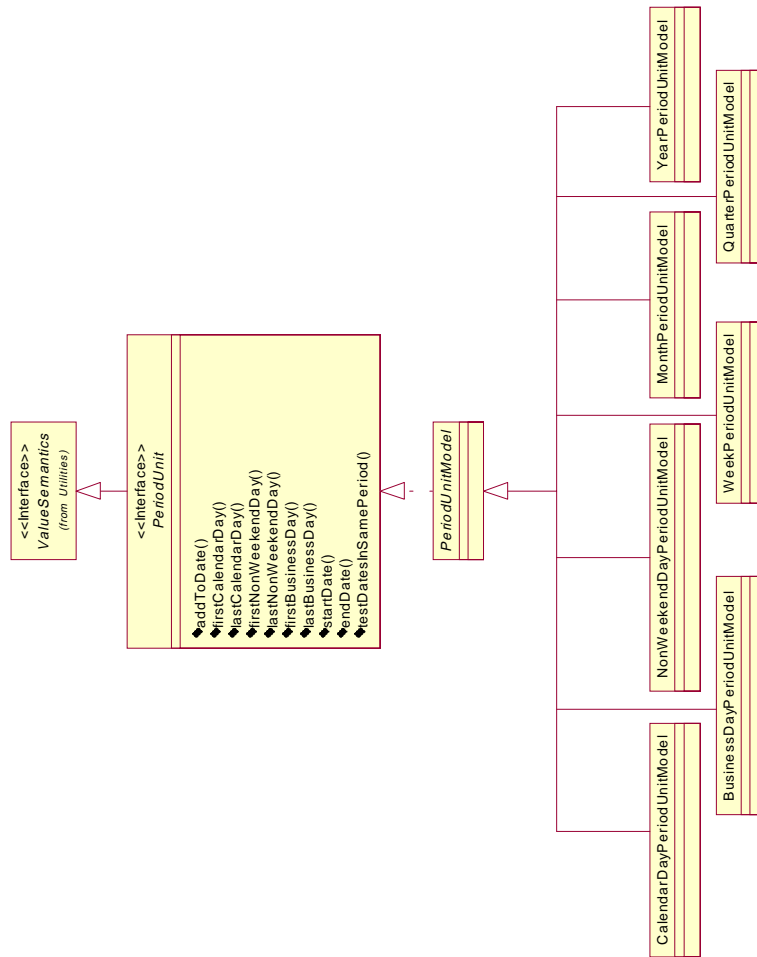 <<Interface>>
ValueSemantics
(from Utilities)
<<Interface>>
PeriodUnit
addToDate()
firstCalendarDay()
lastCalendarDay()
firstNonWeekendDay()
lastNonWeekendDay()
firstBusinessDay()
lastBusinessDay()
startDate()
endDate()
testDatesInSamePeriod()
PeriodUnitModel
CalendarDayPeriodUnitModel
NonWeekendDayPeriodUnitModel
MonthPeriodUnitModel
YearPeriodUnitModel
BusinessDayPeriodUnitModel
WeekPeriodUnitModel
QuarterPeriodUnitModel